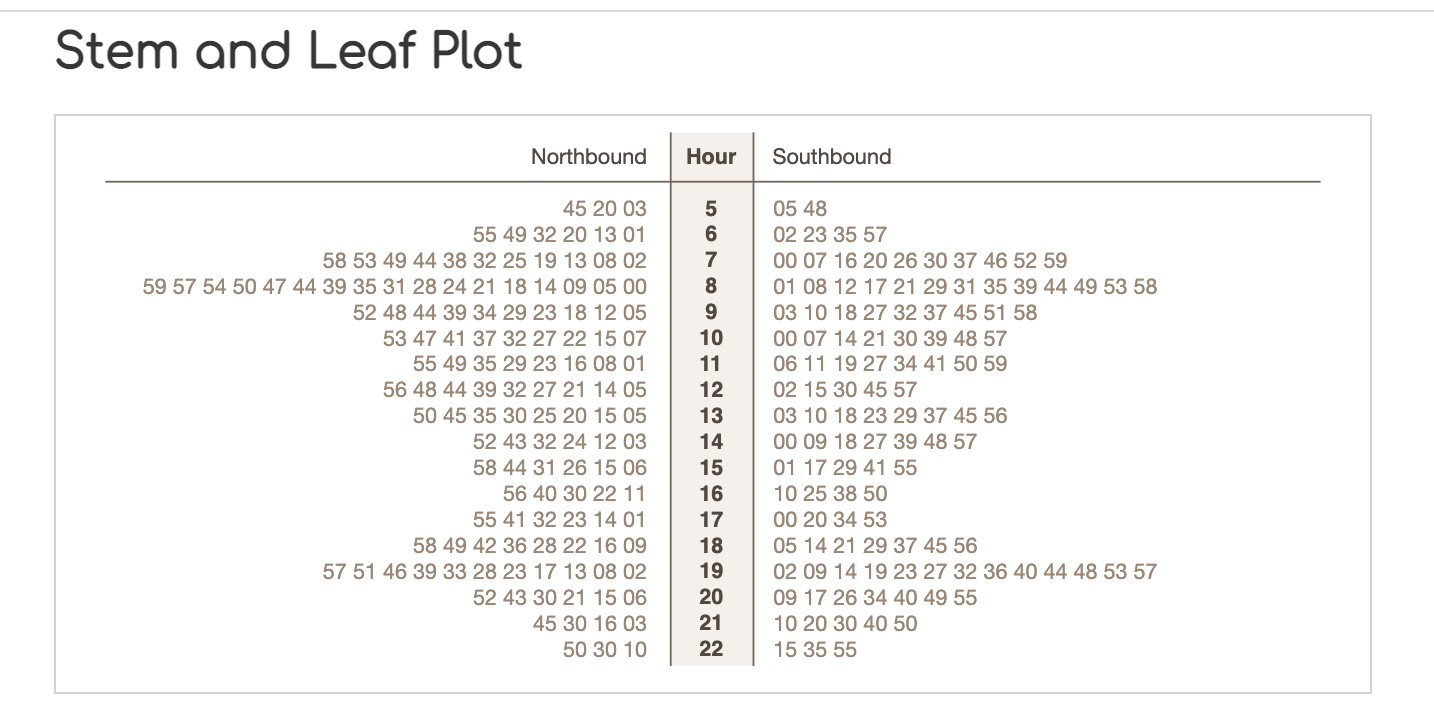 Stem and Leaf Plot
Northbound Hour Southbound
45 20 03 5 05 48
55 49 32 20 13 01 6 02 23 35 57
58 53 49 44 38 32 25 19 13 08 02 7 00 07 16 20 26 30 37 46 52 59
59 57 54 50 47 44 39 35 31 28 24 21 18 14 09 05 00 8 01 08 12 17 21 29 31 35 39 44 49 53 58
52 48 44 39 34 29 23 18 12 05 9 03 10 18 27 32 37 45 51 58
53 47 41 37 32 27 22 15 07 10 00 07 14 21 30 39 48 57
55 49 35 29 23 16 08 01 11 06 11 19 27 34 41 50 59
56 48 44 39 32 27 21 14 05 12 02 15 30 45 57
50 45 35 30 25 20 15 05 13 03 10 18 23 29 37 45 56
52 43 32 24 12 03 14 00 09 18 27 39 48 57
58 44 31 26 15 06 15 01 17 29 41 55
56 40 30 22 11 16 10 25 38 50
55 41 32 23 14 01 17 00 20 34 53
58 49 42 36 28 22 16 09 18 05 14 21 29 37 45 56
57 51 46 39 33 28 23 17 13 08 02 19 02 09 14 19 23 27 32 36 40 44 48 53 57
52 43 30 21 15 06 20 09 17 26 34 40 49 55
45 30 16 03 21 10 20 30 40 50
50 30 10 22 15 35 55